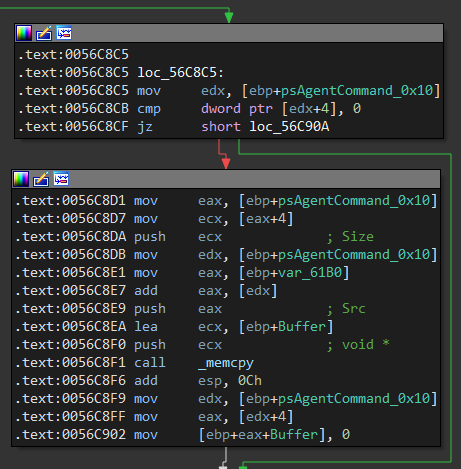 .text:0056C8C5
.text:0056C8C5 loc_56C8C5:
.text:0056C8C5 mov     edx, [ebp+psAgentCommand_0x10]
.text:0056C8CB cmp     dword ptr [edx+4], 0
.text:0056C8CF jz      short loc_56C90A
.text:0056C8D1 mov     eax, [ebp+psAgentCommand_0x10]
.text:0056C8D7 mov     ecx, [eax+4]
.text:0056C8DA push    ecx             ; Size
.text:0056C8DB mov     edx, [ebp+psAgentCommand_0x10]
.text:0056C8E1 mov     eax, [ebp+var_61B0]
.text:0056C8E7 add     eax, [edx]
.text:0056C8E9 push    eax             ; Src
.text:0056C8EA lea     ecx, [ebp+Buffer]
.text:0056C8F0 push    ecx             ; void *
.text:0056C8F1 call    _memcpy
.text:0056C8F6 add     esp, 0Ch
.text:0056C8F9 mov     edx, [ebp+psAgentCommand_0x10]
.text:0056C8FF mov     eax, [edx+4]
.text:0056C902 mov     [ebp+eax+Buffer], 0